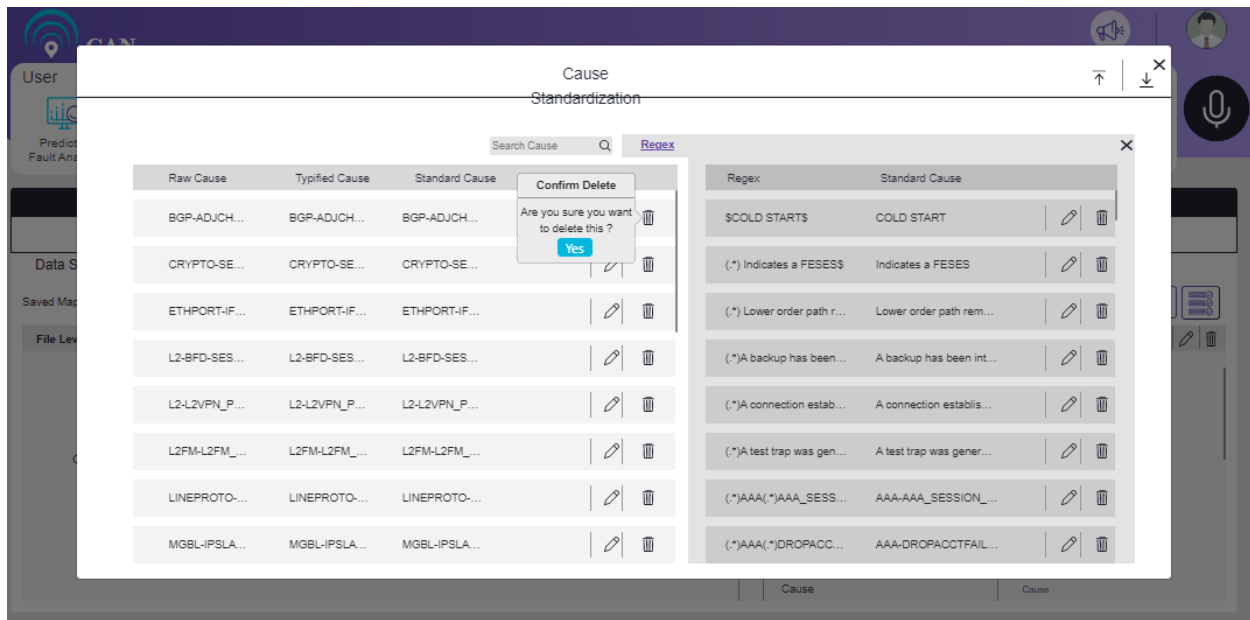 CAN
User
Cause
Standardization
Predict
Fault Ana
Search Cause
Regex
Raw Cause Typified Cause Standard Cause
Confirm Delete
Are you sure you want
to delete this ?
Yes
Regex Standard Cause
BGP-ADJCH... BGP-ADJCH... BGP-ADJCH...
$COLD START$ COLD START
CRYPTO-SE... CRYPTO-SE... CRYPTO-SE...
(.*) Indicates a FESES$ Indicates a FESES
ETHPORT-IF... ETHPORT-IF... ETHPORT-IF...
(.*) Lower order path r... Lower order path rem...
L2-BFD-SES... L2-BFD-SES... L2-BFD-SES...
(.*)A backup has been... A backup has been int...
L2-L2VPN_P... L2-L2VPN_P... L2-L2VPN_P...
(.*)A connection estab... A connection establis...
L2FM-L2FM_... L2FM-L2FM_... L2FM-L2FM_...
(.*)A test trap was gen... A test trap was gener...
LINEPROTO-... LINEPROTO-... LINEPROTO-...
(.*)AAA(.*)AAA_SESS... AAA-AAA_SESSION_...
MGBL-IPSLA... MGBL-IPSLA... MGBL-IPSLA...
(.*)AAA(.*)DROPACC... AAA-DROPACCTFAIL...
Data S
Saved Map
File Lev
Cause Cause